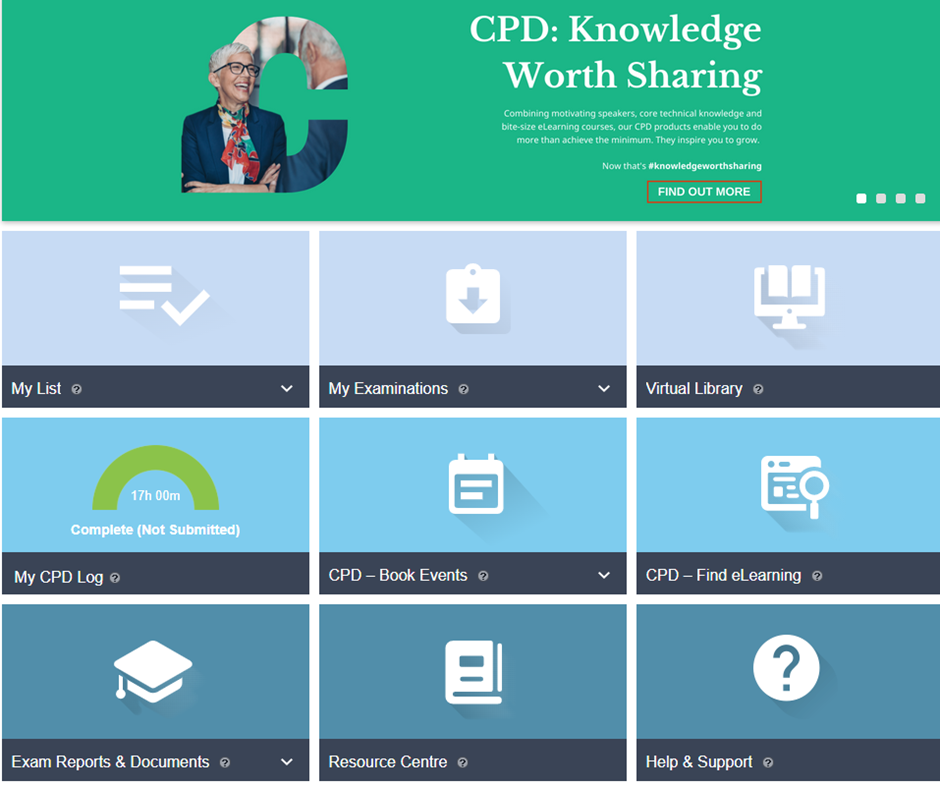 CPD: Knowledge
Worth Sharing
Combining motivating speakers, core technical knowledge and
bite-size eLearning courses, our CPD products enable you to do
more than achieve the minimum. They inspire you to grow.
Now that's #knowledgeworthsharing
FIND OUT MORE
My List ?
My Examinations ?
Virtual Library ?
17h 00m
Complete (Not Submitted)
My CPD Log ?
CPD – Book Events ?
CPD – Find eLearning ?
?
Exam Reports & Documents ?
Resource Centre ?
Help & Support ?